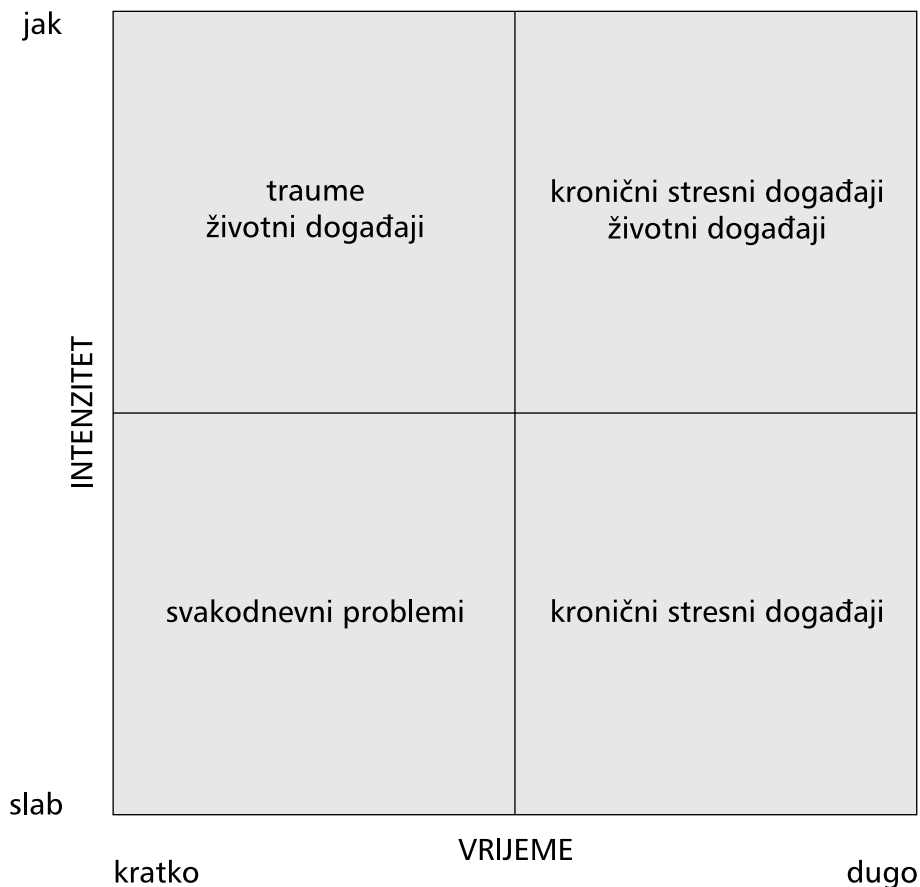 jak
traume
životni događaji
kronični stresni događaji
životni događaji
INTENZITET
svakodnevni problemi
kronični stresni događaji
slab
VRIJEME
kratko
dugo